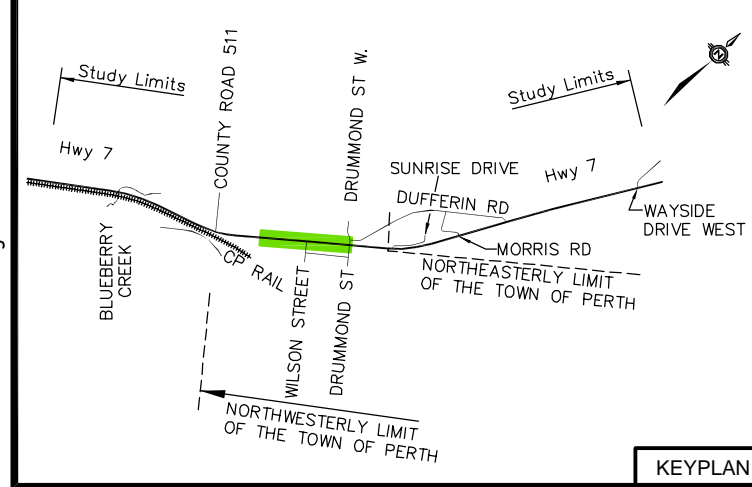 Study Limits
COUNTY ROAD 511
DRUMMOND ST W.
Study Limits
N
Hwy 7
SUNRISE DRIVE
Hwy 7
DUFFERIN RD
WAYSIDE
DRIVE WEST
MORRIS RD
BLUEBERRY
CREEK
CP RAIL
WILSON STREET
DRUMMOND ST
NORTHEASTERLY LIMIT
OF THE TOWN OF PERTH
NORTHWESTERLY LIMIT
OF THE TOWN OF PERTH
KEYPLAN